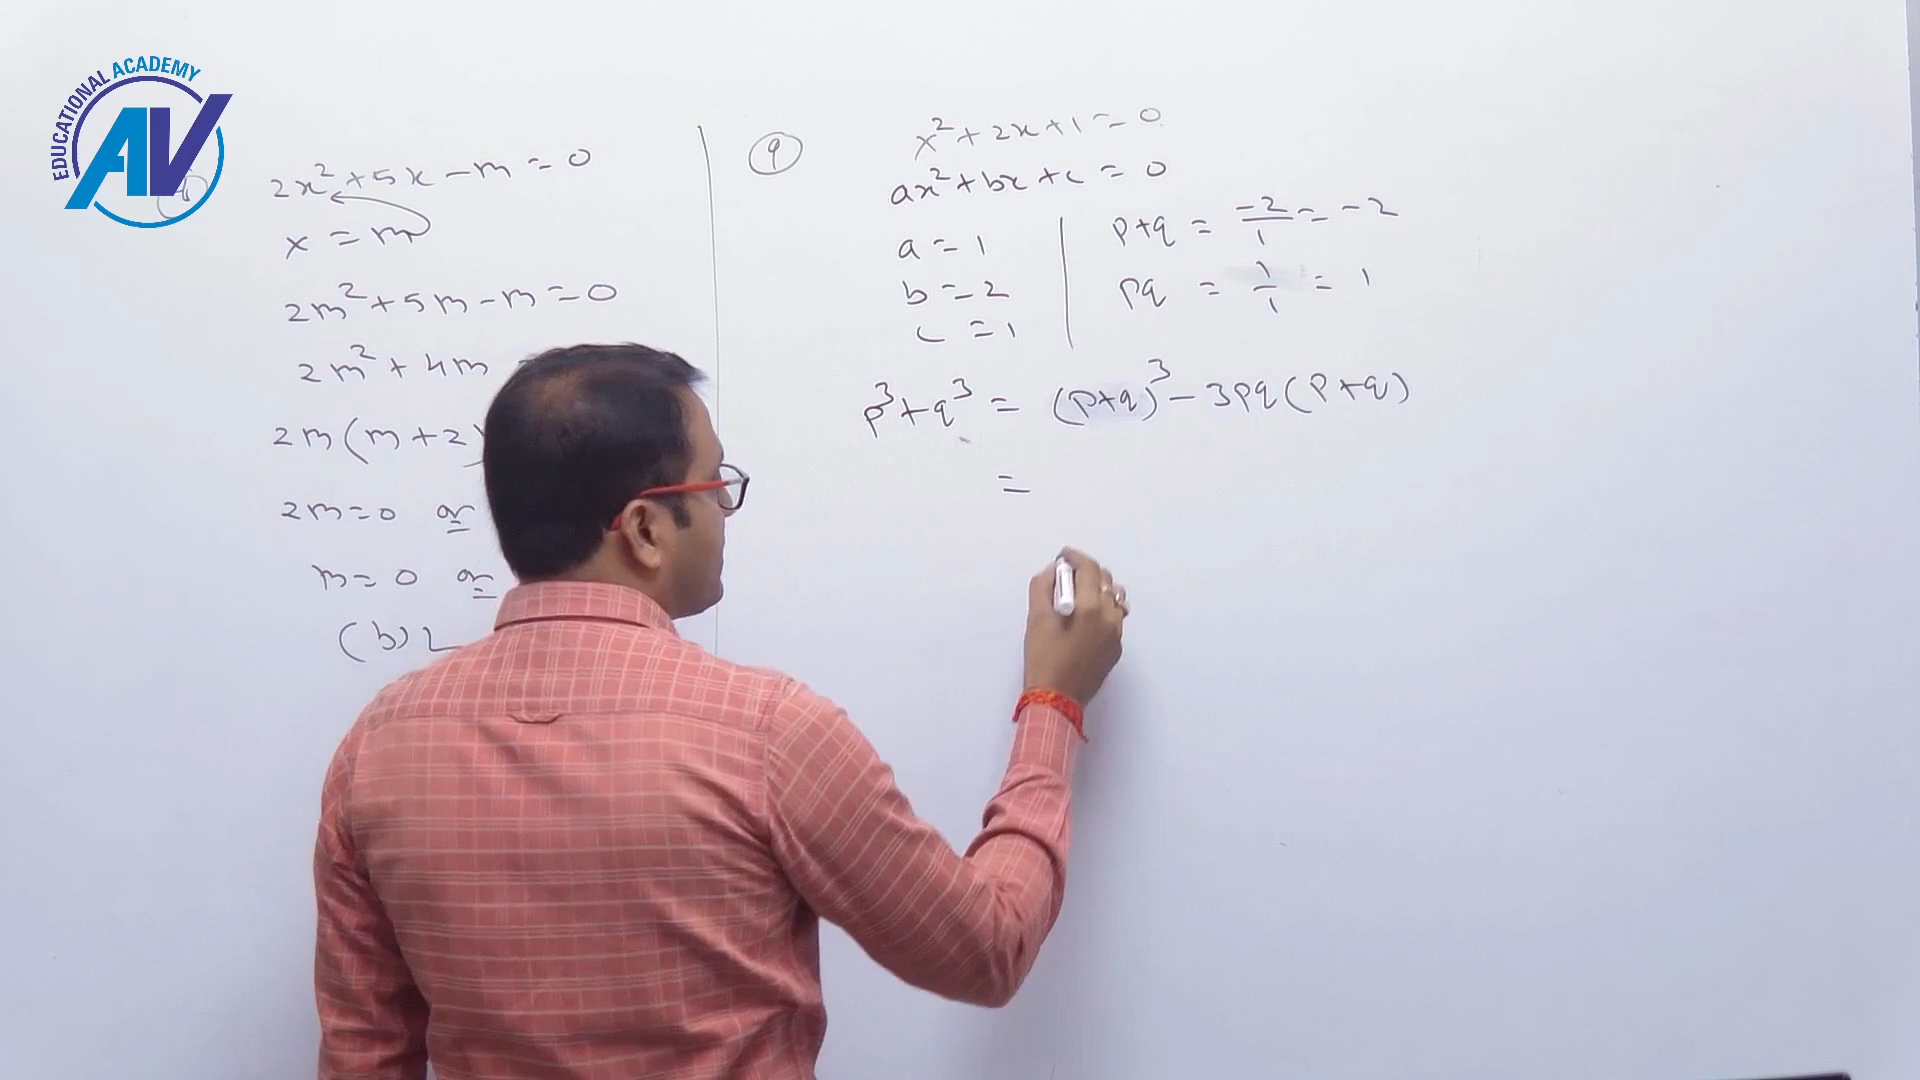 EDUCATIONAL ACADEMY
AV
2x² + 5x - m = 0
x = m
2m² + 5m - m = 0
2m² + 4m
2m(m + 2)
2m = 0 or
m = 0 or
(b)
9
x² + 2x + 1 = 0
ax² + bx + c = 0
a = 1
b = 2
c = 1
p+q = -2/1 = -2
pq = 1/1 = 1
p³ + q³ = (p+q)³ - 3pq(p+q)
=